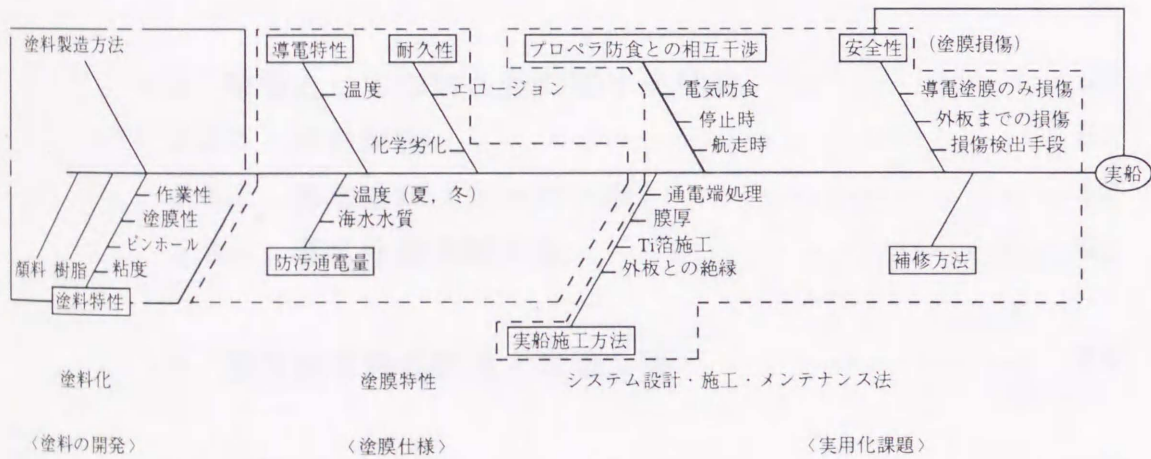 塗料製造方法
導電特性
耐久性
プロペラ防食との相互干渉
安全性
(塗膜損傷)
温度
エロージョン
化学劣化
電気防食
停止時
航走時
導電塗膜のみ損傷
外板までの損傷
損傷検出手段
実船
作業性
塗膜性
ピンホール
粘度
顔料
樹脂
塗料特性
温度(夏,冬)
海水水質
防汚通電量
通電端処理
膜厚
Ti箔施工
外板との絶縁
実船施工方法
補修方法
塗料化
塗膜特性
システム設計・施工・メンテナンス法
〈塗料の開発〉
〈塗膜仕様〉
〈実用化課題〉